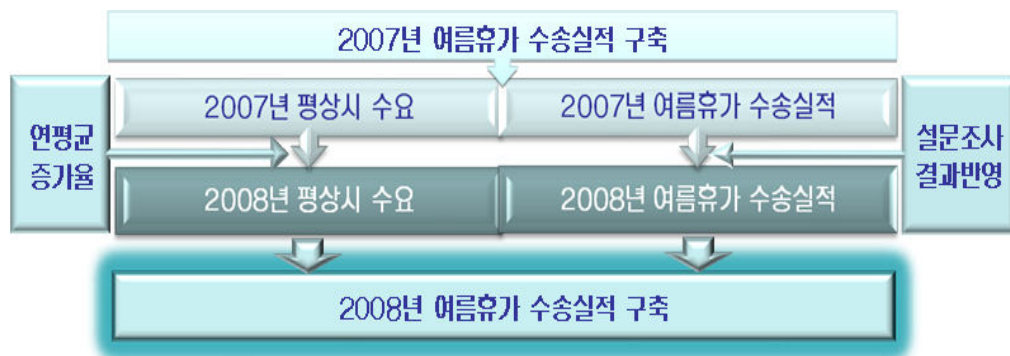 2007년 여름휴가 수송실적 구축
2007년 평상시 수요
2007년 여름휴가 수송실적
연평균
증가율
설문조사
결과반영
2008년 평상시 수요
2008년 여름휴가 수송실적
2008년 여름휴가 수송실적 구축